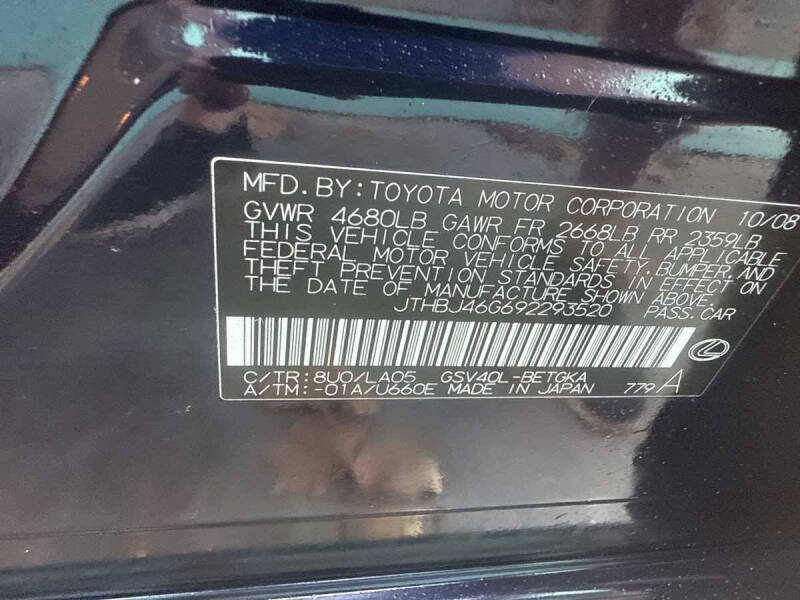 MFD. BY: TOYOTA MOTOR CORPORATION 10/08
GVWR 4680LB GAWR FR 2668LB RR 2359LB
THIS VEHICLE CONFORMS TO ALL APPLICABLE
FEDERAL MOTOR VEHICLE SAFETY, BUMPER, AND
THEFT PREVENTION STANDARDS IN EFFECT ON
THE DATE OF MANUFACTURE SHOWN ABOVE.
JTHBJ46G692293520 PASS. CAR
C/TR: 8U0/LA05 GSV40L-BETGKA
A/TM: -01A/U660E MADE IN JAPAN 779 A